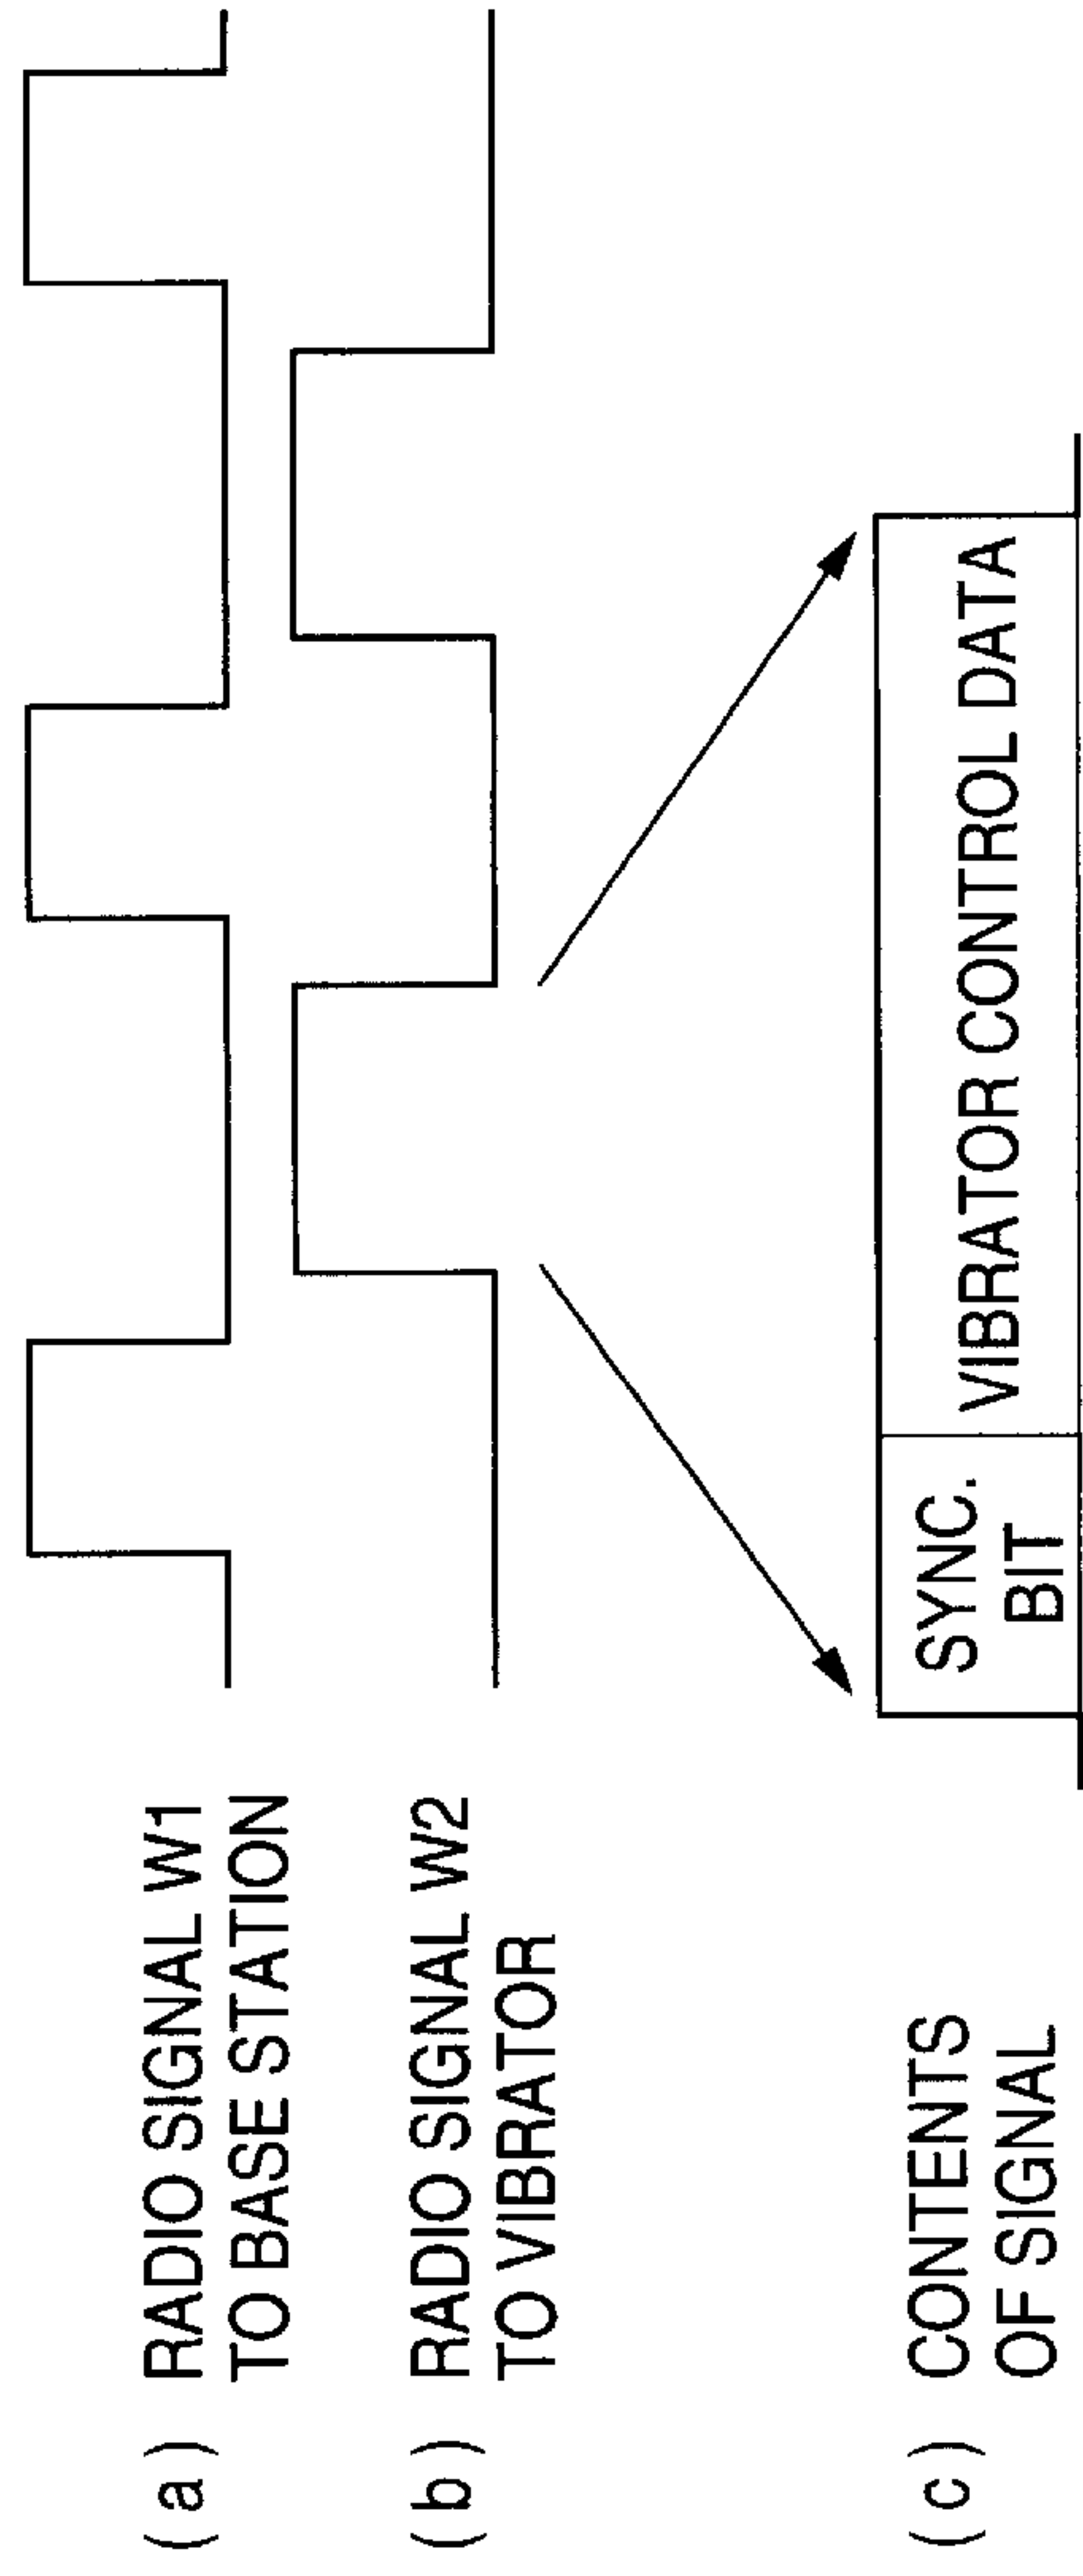 ( a ) RADIO SIGNAL W1
TO BASE STATION
( b ) RADIO SIGNAL W2
TO VIBRATOR
( c ) CONTENTS
OF SIGNAL
SYNC.
BIT
VIBRATOR CONTROL DATA